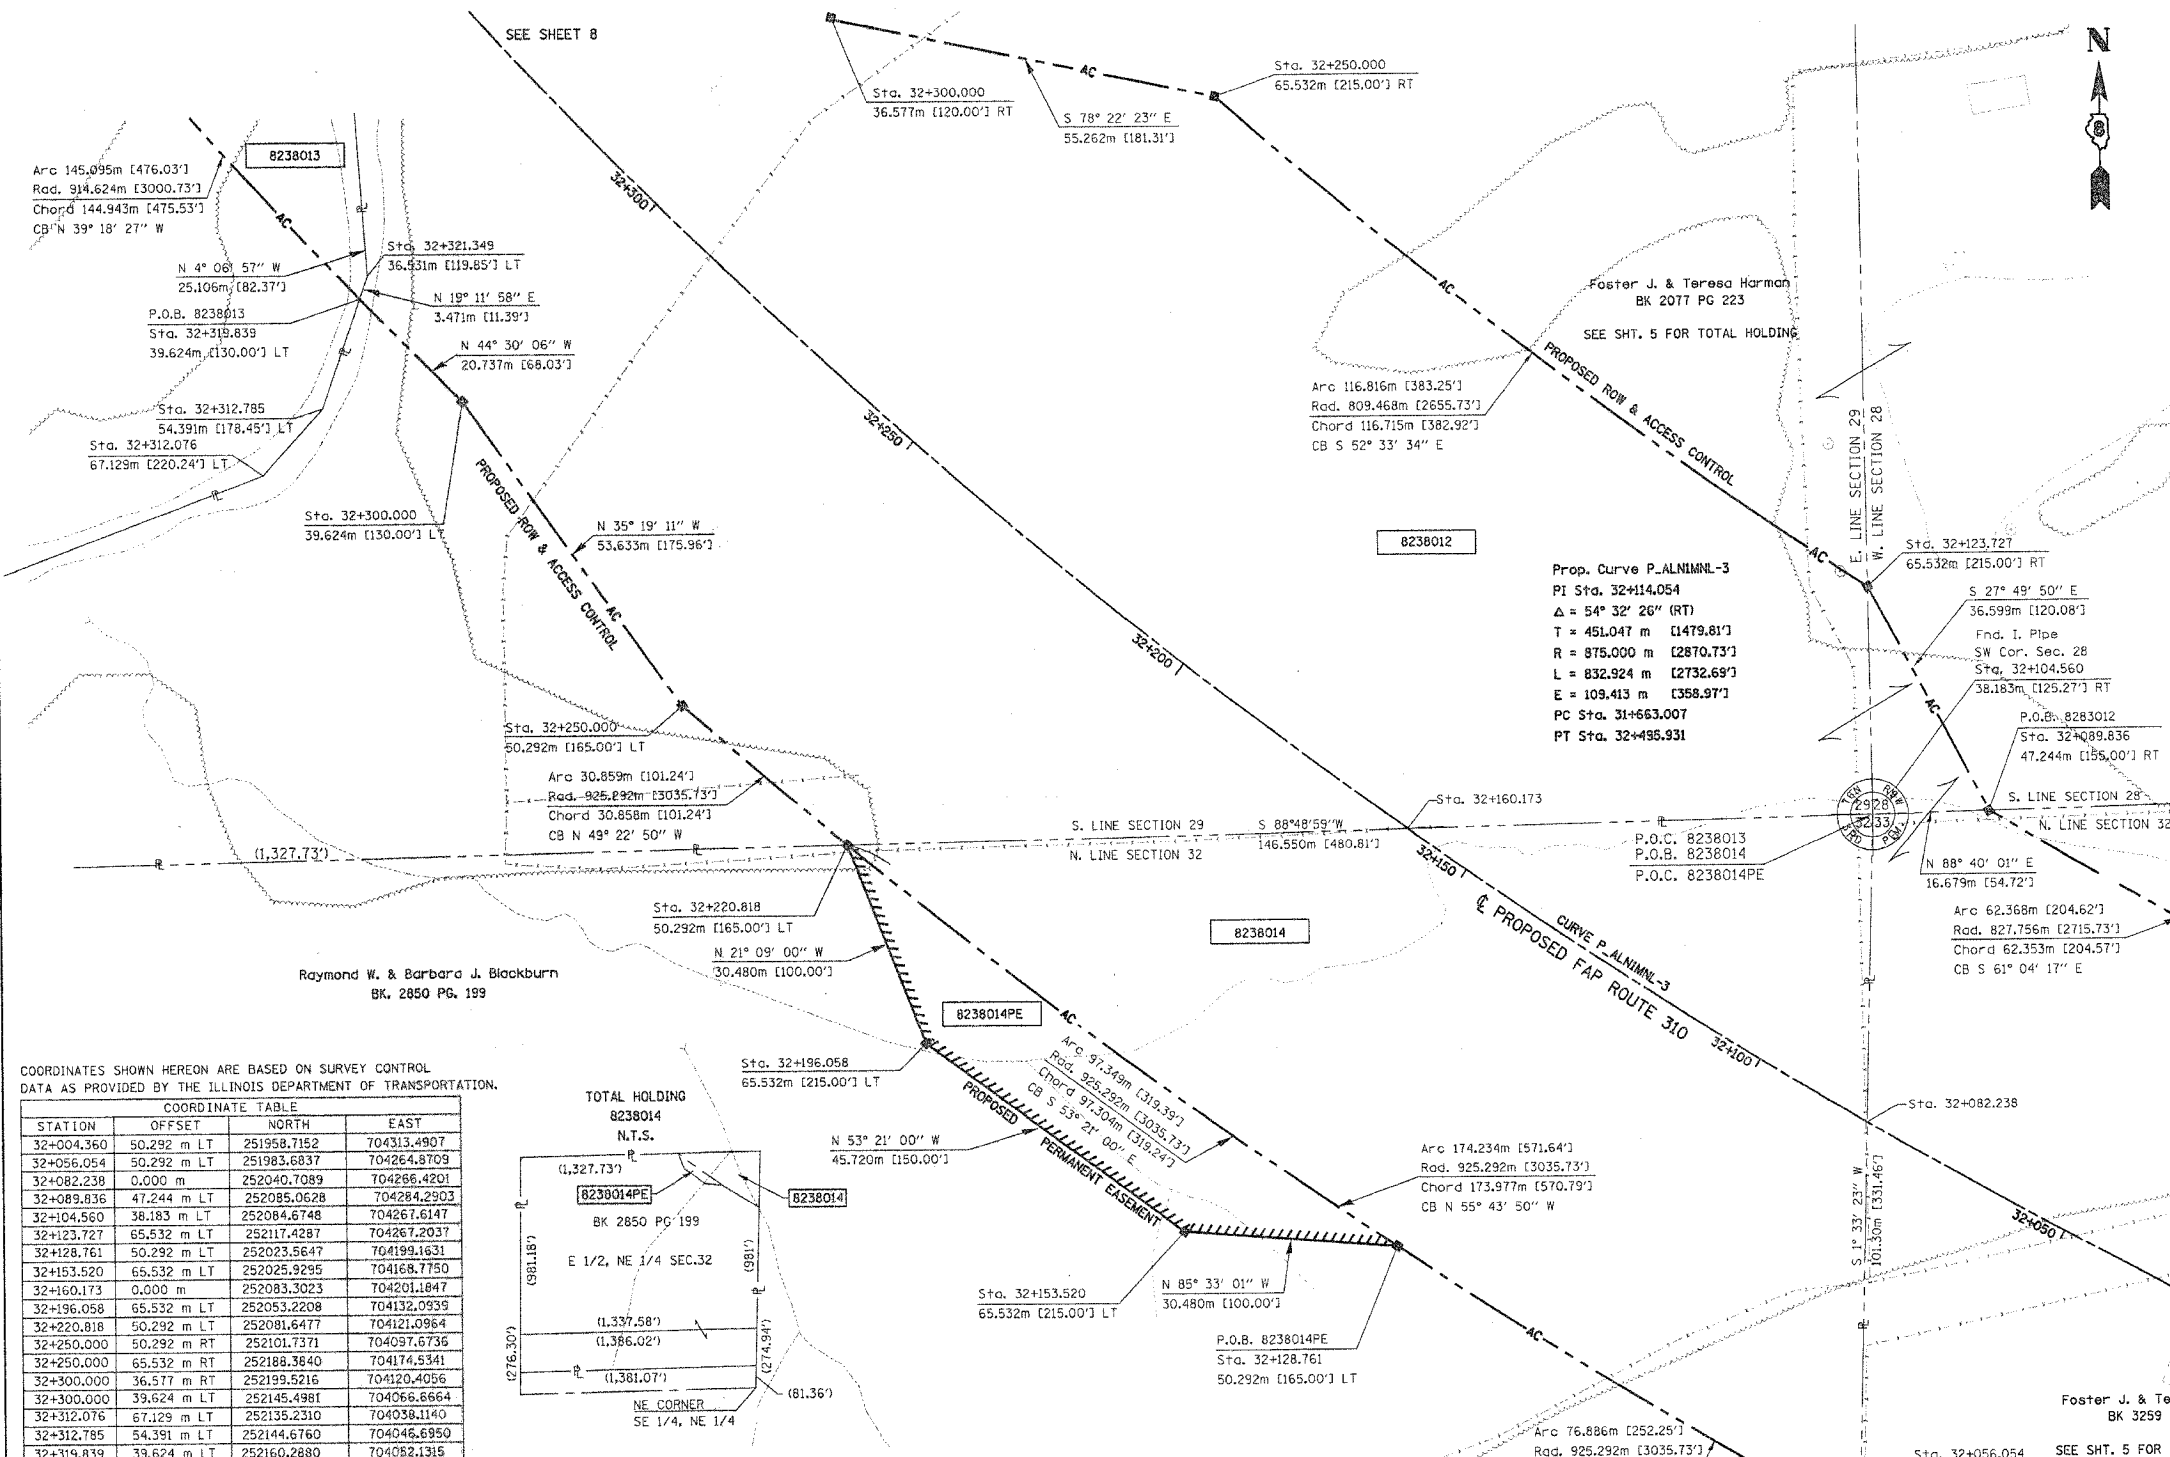 SEE SHEET 8
Sta. 32+300.000
36.577m [120.00'] RT
AC
S 78° 22' 23" E
55.262m [181.31']
Sta. 32+250.000
65.532m [215.00'] RT
N
8
8238013
Arc 145.095m [476.03']
Rad. 914.624m [3000.73']
Chord 144.943m [475.53']
CB N 39° 18' 27" W
AC
32+300
N 4° 06' 57" W
25.106m [82.37']
Sta. 32+321.349
36.531m [119.85'] LT
N 19° 11' 58" E
3.471m [11.39']
P.O.B. 8238013
Sta. 32+319.839
39.624m [130.00'] LT
N 44° 30' 06" W
20.737m [68.03']
Sta. 32+312.785
54.391m [178.45'] LT
Sta. 32+312.076
67.129m [220.24'] LT
Sta. 32+300.000
39.624m [130.00'] LT
PROPOSED ROW & ACCESS CONTROL
AC
N 35° 19' 11" W
53.633m [175.96']
32+250
AC
Foster J. & Teresa Harman
BK 2077 PG 223
SEE SHT. 5 FOR TOTAL HOLDING
PROPOSED ROW & ACCESS CONTROL
Arc 116.816m [383.25']
Rad. 809.468m [2655.73']
Chord 116.715m [382.92']
CB S 52° 33' 34" E
E. LINE SECTION 29
W. LINE SECTION 28
AC
8238012
Sta. 32+123.727
65.532m [215.00'] RT
Prop. Curve P_ALN1MNL-3
PI Sta. 32+114.054
Δ = 54° 32' 26" (RT)
T = 451.047 m [1479.81']
R = 875.000 m [2870.73']
L = 832.924 m [2732.69']
E = 109.413 m [358.97']
PC Sta. 31+663.007
PT Sta. 32+495.931
S 27° 49' 50" E
36.599m [120.08']
Fnd. I. Pipe
SW Cor. Sec. 28
Sta. 32+104.560
38.183m [125.27'] RT
AC
P.O.B. 8283012
Sta. 32+089.836
47.244m [155.00'] RT
32+200
Sta. 32+250.000
50.292m [165.00'] LT
Arc 30.859m [101.24']
Rad. 925.292m [3035.73']
Chord 30.858m [101.24']
CB N 49° 22' 50" W
(1,327.73')
S. LINE SECTION 29
N. LINE SECTION 32
S 88°48'59"W
146.550m [480.81']
Sta. 32+160.173
32+150
P.O.C. 8238013
P.O.B. 8238014
P.O.C. 8238014PE
29 28
32 33
S. LINE SECTION 28
N. LINE SECTION 32
N 88° 40' 01" E
16.679m [54.72']
Arc 62.368m [204.62']
Rad. 827.756m [2715.73']
Chord 62.353m [204.57']
CB S 61° 04' 17" E
Sta. 32+220.818
50.292m [165.00'] LT
N 21° 09' 00" W
30.480m [100.00']
8238014
CURVE P_ALN1MNL-3
℄ PROPOSED FAP ROUTE 310
32+100
Raymond W. & Barbara J. Blackburn
BK. 2850 PG. 199
8238014PE
AC
Sta. 32+196.058
65.532m [215.00'] LT
Arc 97.349m [319.39']
Rad. 925.292m [3035.73']
Chord 97.304m [319.24']
CB S 53° 21' 00" E
PROPOSED PERMANENT EASEMENT
N 53° 21' 00" W
45.720m [150.00']
Sta. 32+082.238
Arc 174.234m [571.64']
Rad. 925.292m [3035.73']
Chord 173.977m [570.79']
CB N 55° 43' 50" W
S 1° 33' 23" W
101.301m [331.46']
32+050
Sta. 32+153.520
65.532m [215.00'] LT
N 85° 33' 01" W
30.480m [100.00']
P.O.B. 8238014PE
Sta. 32+128.761
50.292m [165.00'] LT
AC
Arc 76.886m [252.25']
Rad. 925.292m [3035.73']
Foster J. & Te
BK 3259
Sta. 32+056.054
SEE SHT. 5 FOR
COORDINATES SHOWN HEREON ARE BASED ON SURVEY CONTROL
DATA AS PROVIDED BY THE ILLINOIS DEPARTMENT OF TRANSPORTATION.
COORDINATE TABLE
STATION OFFSET NORTH EAST
32+004.360 50.292 m LT 251958.7152 704313.4907
32+056.054 50.292 m LT 251983.6837 704264.8709
32+082.238 0.000 m 252040.7089 704266.4201
32+089.836 47.244 m LT 252085.0628 704284.2903
32+104.560 38.183 m LT 252084.6748 704267.6147
32+123.727 65.532 m LT 252117.4287 704267.2037
32+128.761 50.292 m LT 252023.5647 704199.1631
32+153.520 65.532 m LT 252025.9295 704168.7750
32+160.173 0.000 m 252083.3023 704201.1847
32+196.058 65.532 m LT 252053.2208 704132.0939
32+220.818 50.292 m LT 252081.6477 704121.0964
32+250.000 50.292 m RT 252101.7371 704097.6736
32+250.000 65.532 m RT 252188.3840 704174.5341
32+300.000 36.577 m RT 252199.5216 704120.4056
32+300.000 39.624 m LT 252145.4981 704066.6664
32+312.076 67.129 m LT 252135.2310 704038.1140
32+312.785 54.391 m LT 252144.6760 704046.6950
32+319.839 39.624 m LT 252160.2880 704052.1315
TOTAL HOLDING
8238014
N.T.S.
(1,327.73')
8238014PE
8238014
BK 2850 PG 199
E 1/2, NE 1/4 SEC.32
(981.18')
(981')
(1,337.58')
(1,386.02')
(276.30')
(274.94')
(1,381.07')
(81.36')
NE CORNER
SE 1/4, NE 1/4